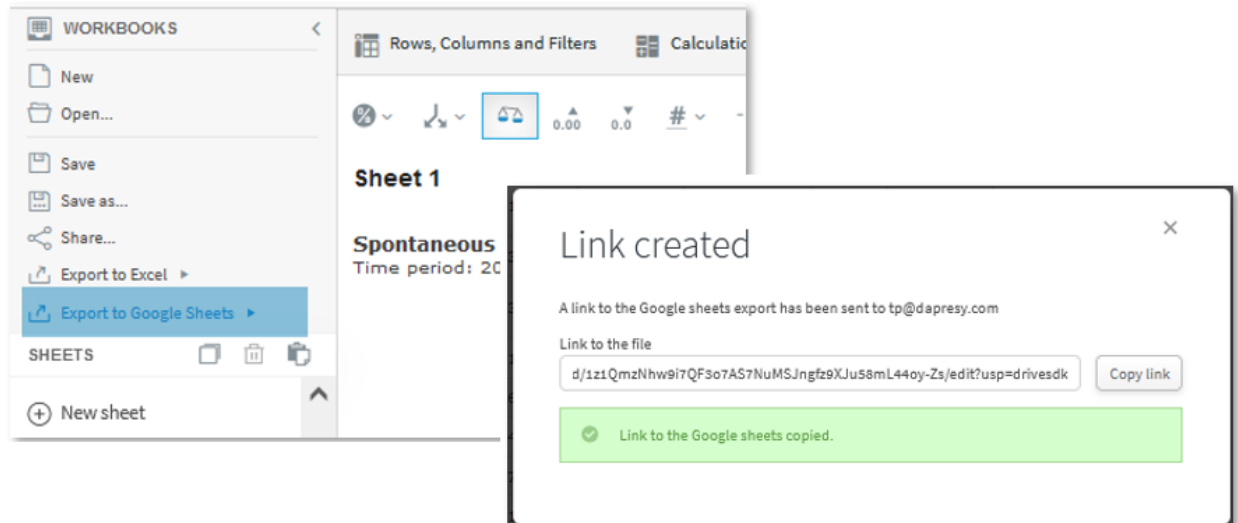 WORKBOOKS
New
Open...
Save
Save as...
Share...
Export to Excel
Export to Google Sheets
SHEETS
New sheet
Rows, Columns and Filters
0.00
0.0
#
Sheet 1
Spontaneous
Time period: 20
Link created
A link to the Google sheets export has been sent to tp@dapresy.com
Link to the file
d/1z1QmzNhw9i7QF3o7AS7NuMSJngfz9XJu58mL44oy-Zs/edit?usp=drivesdk
Copy link
Link to the Google sheets copied.